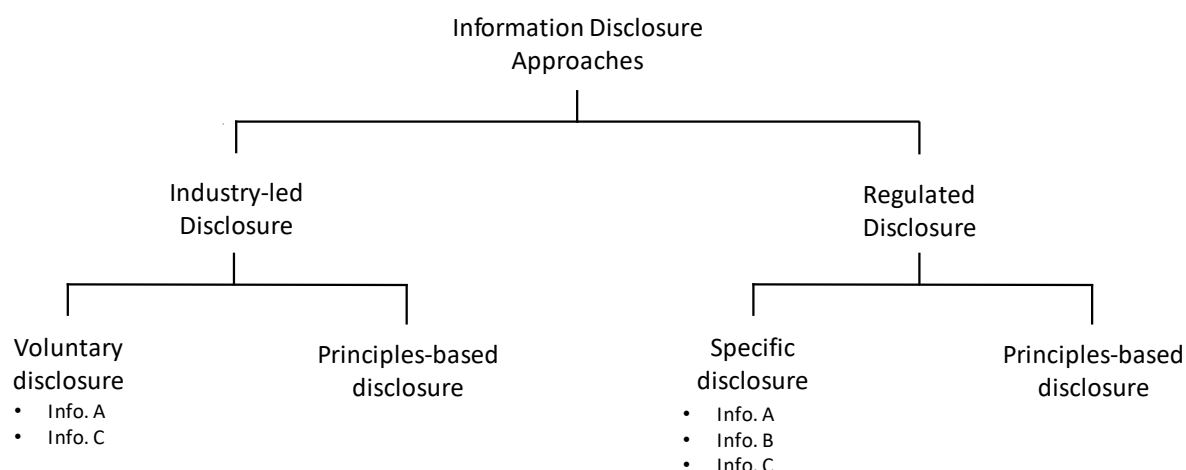 Information Disclosure
Approaches
Industry-led
Disclosure
Regulated
Disclosure
Voluntary
disclosure
• Info. A
• Info. C
Principles-based
disclosure
Specific
disclosure
• Info. A
• Info. B
• Info. C
Principles-based
disclosure